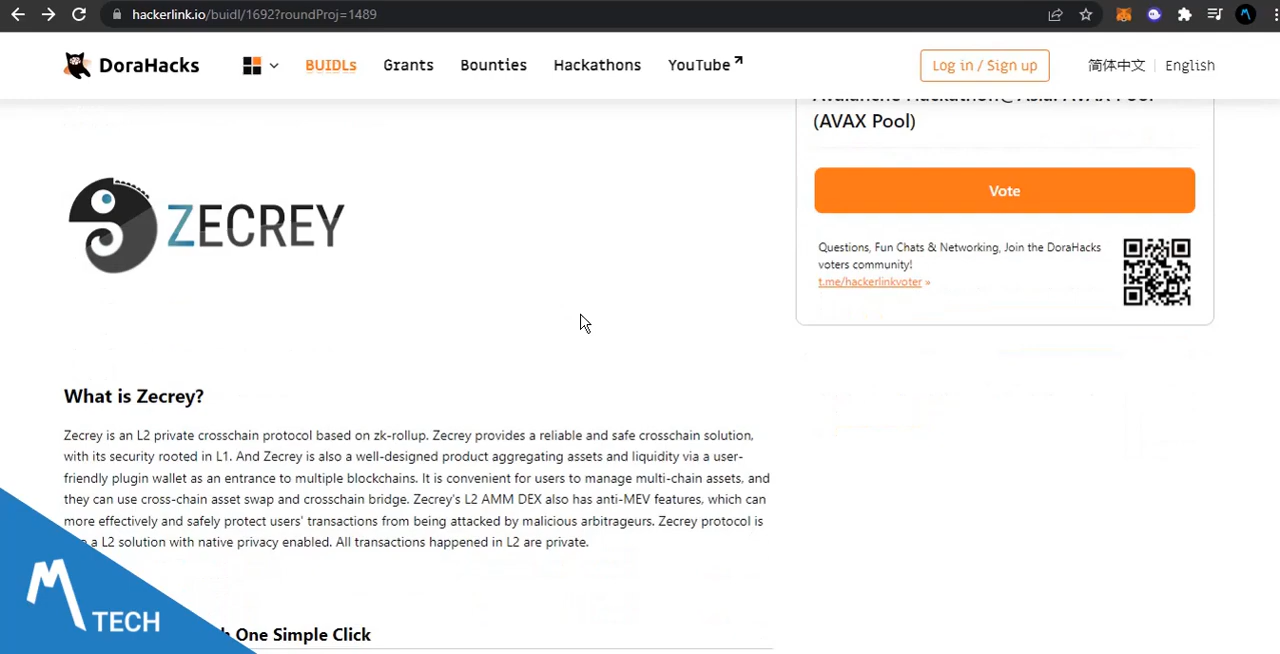 hackerlink.io/buidl/1692?roundProj=1489
DoraHacks
BUIDLs
Grants
Bounties
Hackathons
YouTube
Log in / Sign up
简体中文
English
(AVAX Pool)
Vote
Questions, Fun Chats & Networking, Join the DoraHacks
voters community!
t.me/hackerlinkvoter »
ZECREY
What is Zecrey?
Zecrey is an L2 private crosschain protocol based on zk-rollup. Zecrey provides a reliable and safe crosschain solution,
with its security rooted in L1. And Zecrey is also a well-designed product aggregating assets and liquidity via a user-
friendly plugin wallet as an entrance to multiple blockchains. It is convenient for users to manage multi-chain assets, and
they can use cross-chain asset swap and crosschain bridge. Zecrey's L2 AMM DEX also has anti-MEV features, which can
more effectively and safely protect users' transactions from being attacked by malicious arbitrageurs. Zecrey protocol is
a L2 solution with native privacy enabled. All transactions happened in L2 are private.
One Simple Click
M TECH